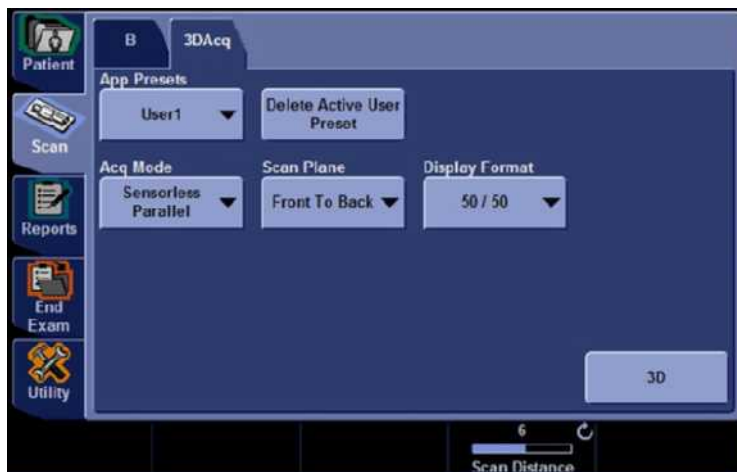 Patient
B
3DAcq
App Presets
User1
Delete Active User
Preset
Scan
Acq Mode
Scan Plane
Display Format
Sensorless
Parallel
Front To Back
50 / 50
Reports
End
Exam
Utility
3D
6
Scan Distance